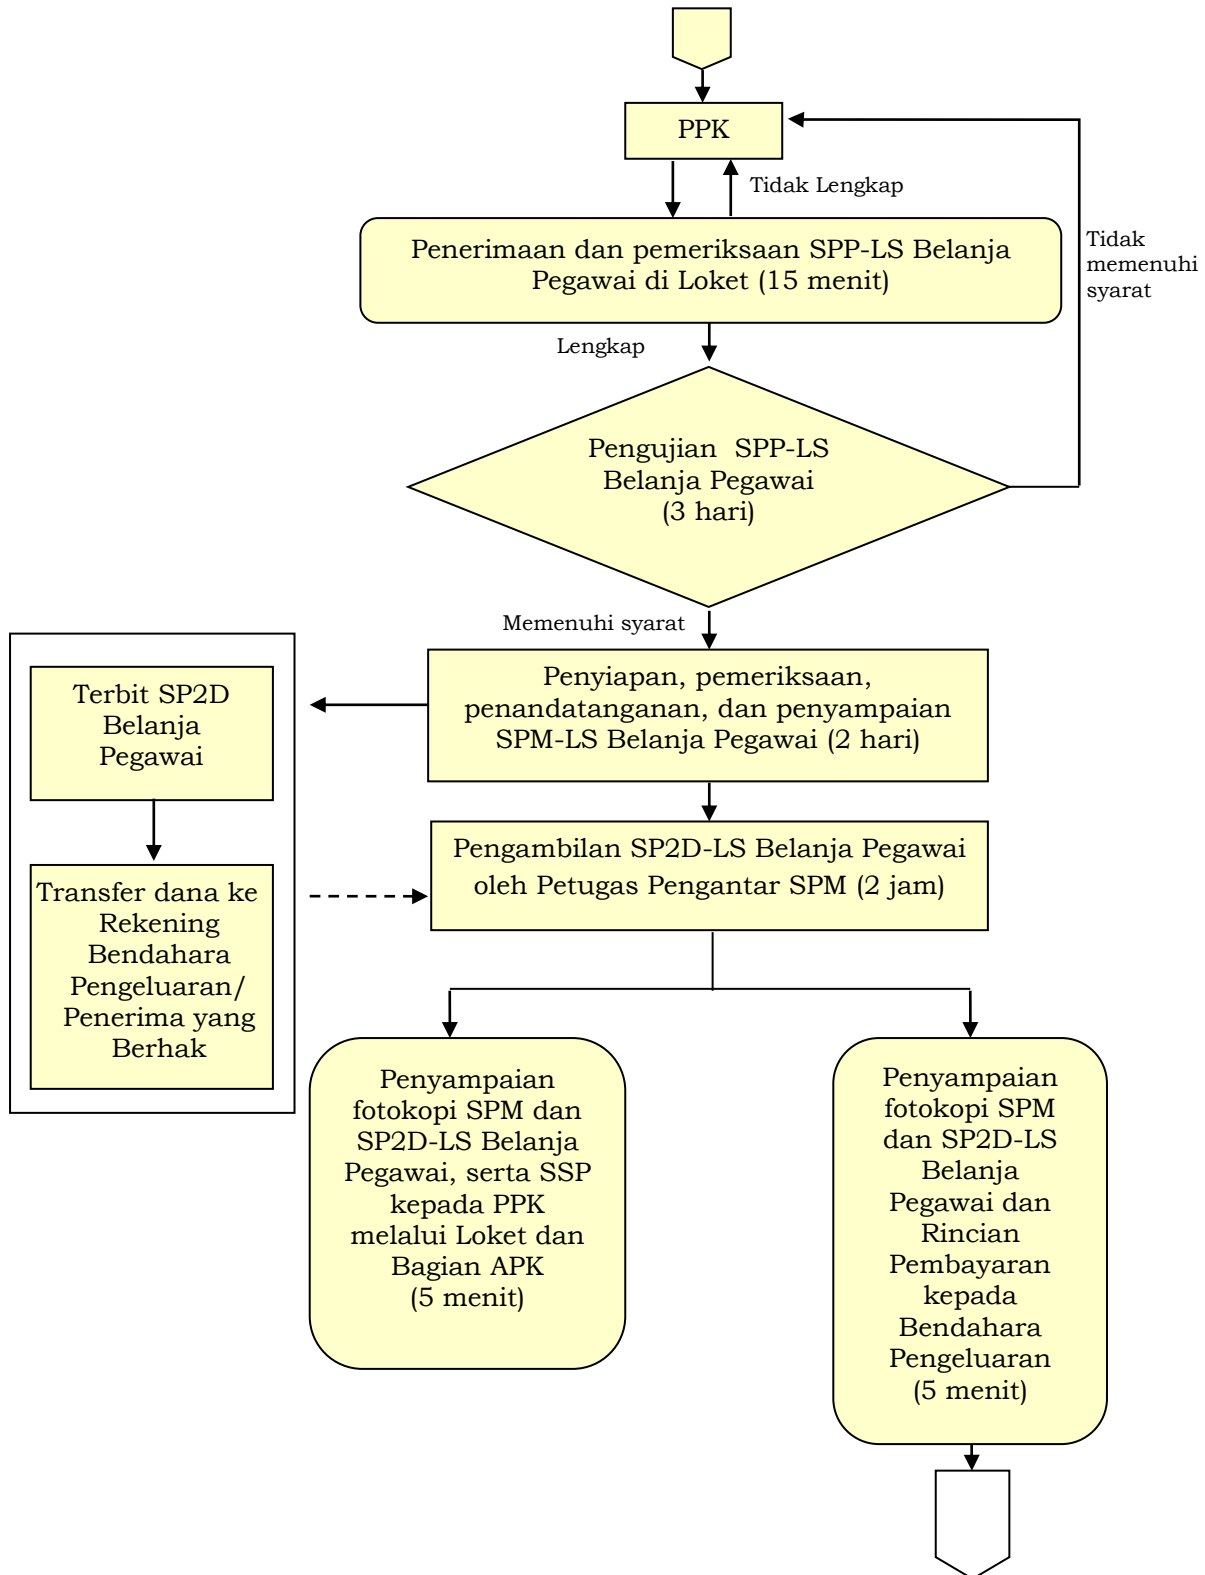 PPK
Tidak Lengkap
Penerimaan dan pemeriksaan SPP-LS Belanja
Pegawai di Loket (15 menit)
Tidak
memenuhi
syarat
Lengkap
Pengujian SPP-LS
Belanja Pegawai
(3 hari)
Memenuhi syarat
Penyiapan, pemeriksaan,
penandatanganan, dan penyampaian
SPM-LS Belanja Pegawai (2 hari)
Terbit SP2D
Belanja
Pegawai
Pengambilan SP2D-LS Belanja Pegawai
oleh Petugas Pengantar SPM (2 jam)
Transfer dana ke
Rekening
Bendahara
Pengeluaran/
Penerima yang
Berhak
Penyampaian
fotokopi SPM dan
SP2D-LS Belanja
Pegawai, serta SSP
kepada PPK
melalui Loket dan
Bagian APK
(5 menit)
Penyampaian
fotokopi SPM
dan SP2D-LS
Belanja
Pegawai dan
Rincian
Pembayaran
kepada
Bendahara
Pengeluaran
(5 menit)